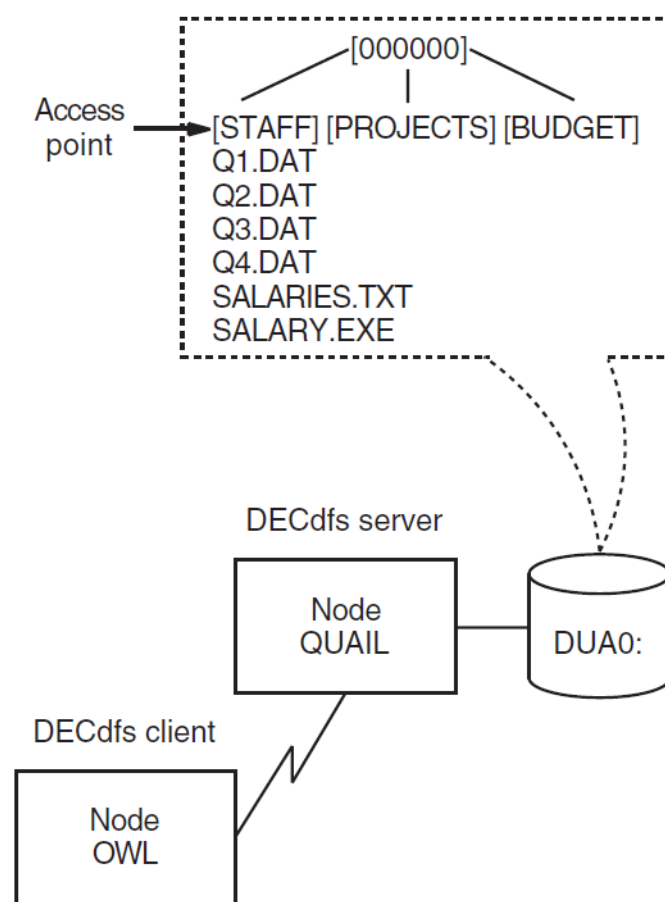 [000000]
Access
point
[STAFF] [PROJECTS] [BUDGET]
Q1.DAT
Q2.DAT
Q3.DAT
Q4.DAT
SALARIES.TXT
SALARY.EXE
DECdfs server
Node
QUAIL
DUA0:
DECdfs client
Node
OWL